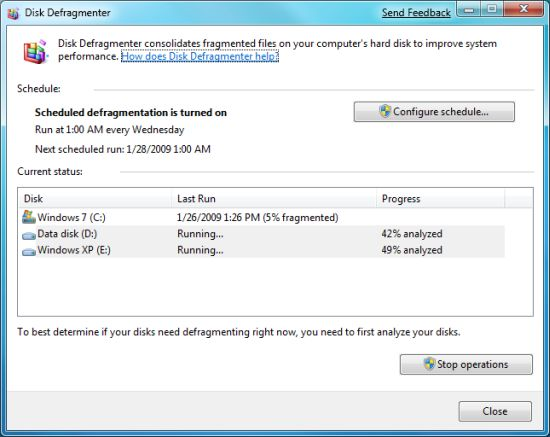 Disk Defragmenter
Send Feedback
Disk Defragmenter consolidates fragmented files on your computer's hard disk to improve system
performance. How does Disk Defragmenter help?
Schedule:
Scheduled defragmentation is turned on
Configure schedule...
Run at 1:00 AM every Wednesday
Next scheduled run: 1/28/2009 1:00 AM
Current status:
Disk Last Run Progress
Windows 7 (C:) 1/26/2009 1:26 PM (5% fragmented)
Data disk (D:) Running... 42% analyzed
Windows XP (E:) Running... 49% analyzed
To best determine if your disks need defragmenting right now, you need to first analyze your disks.
Stop operations
Close